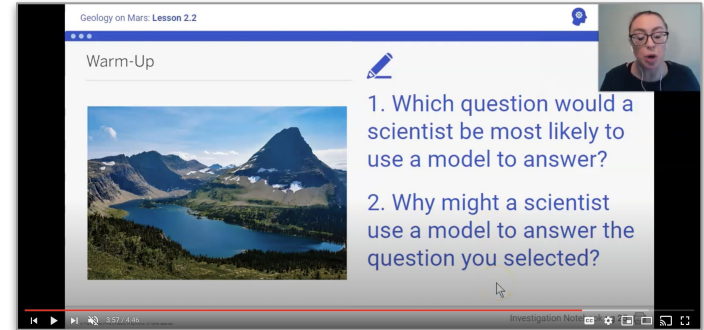 Geology on Mars: Lesson 2.2
Warm-Up
1. Which question would a
scientist be most likely to
use a model to answer?
2. Why might a scientist
use a model to answer the
question you selected?
Investigation
3:57 / 4:46
CC